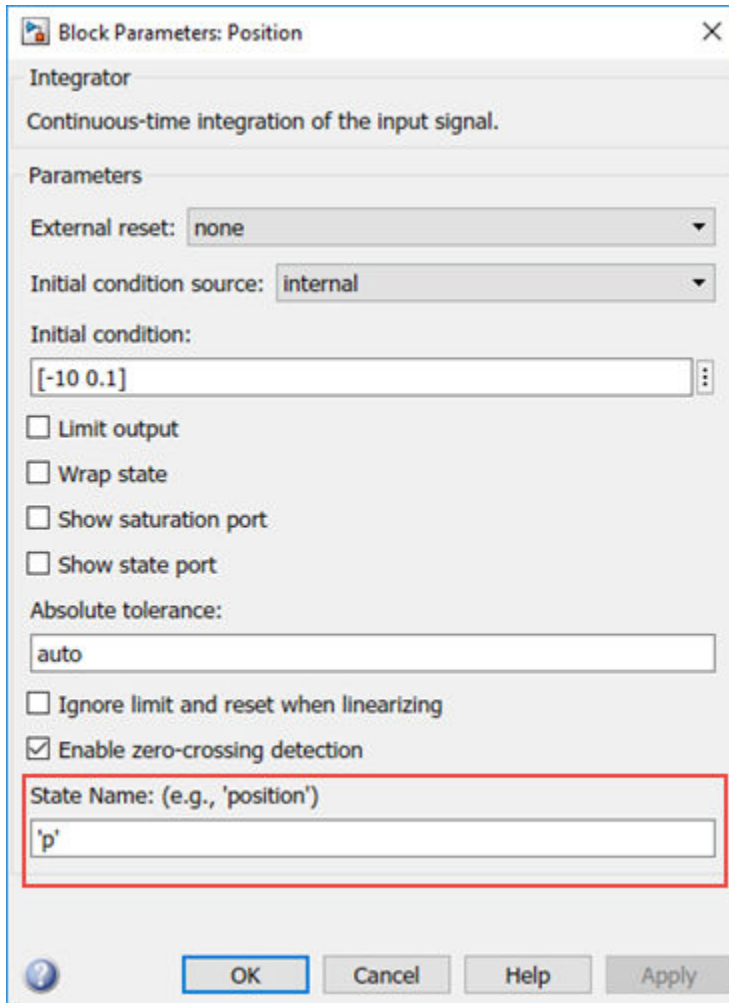 Block Parameters: Position
Integrator
Continuous-time integration of the input signal.
Parameters
External reset: none
Initial condition source: internal
Initial condition:
[-10 0.1]
Limit output
Wrap state
Show saturation port
Show state port
Absolute tolerance:
auto
Ignore limit and reset when linearizing
Enable zero-crossing detection
State Name: (e.g., 'position')
'p'
OK Cancel Help Apply